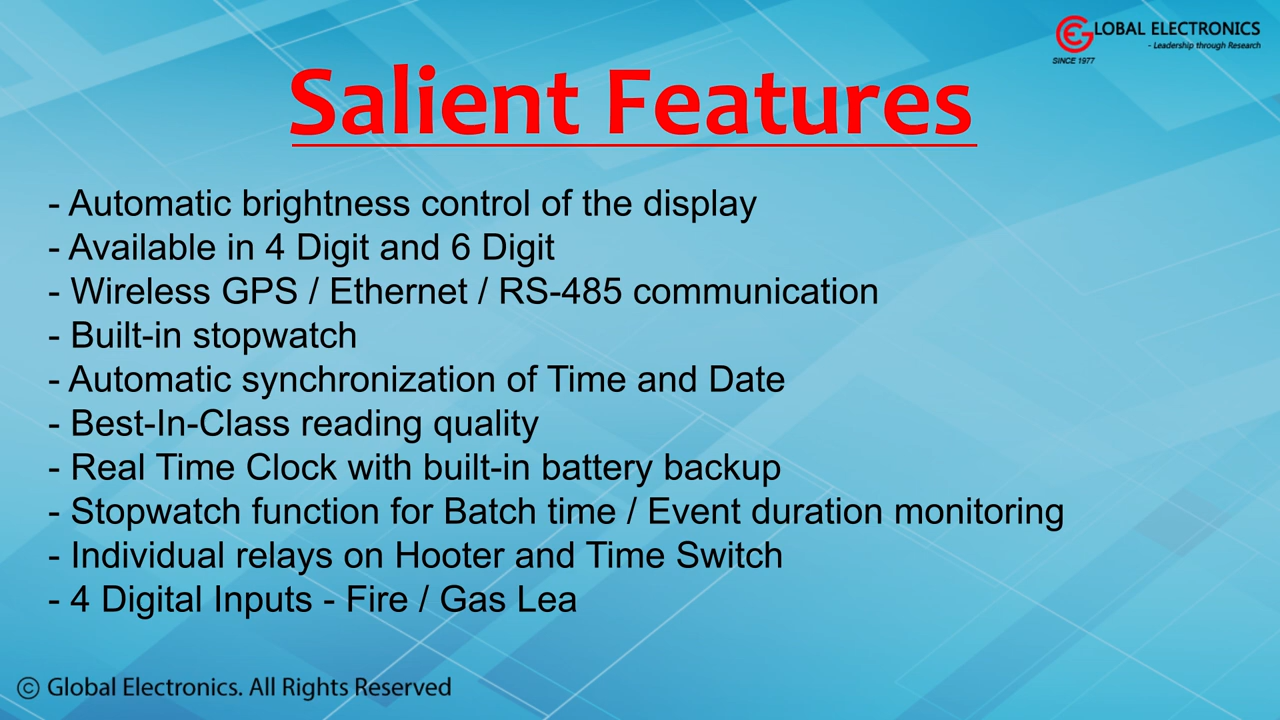 GLOBAL ELECTRONICS
- Leadership through Research
SINCE 1977
Salient Features
- Automatic brightness control of the display
- Available in 4 Digit and 6 Digit
- Wireless GPS / Ethernet / RS-485 communication
- Built-in stopwatch
- Automatic synchronization of Time and Date
- Best-In-Class reading quality
- Real Time Clock with built-in battery backup
- Stopwatch function for Batch time / Event duration monitoring
- Individual relays on Hooter and Time Switch
- 4 Digital Inputs - Fire / Gas Lea
© Global Electronics. All Rights Reserved